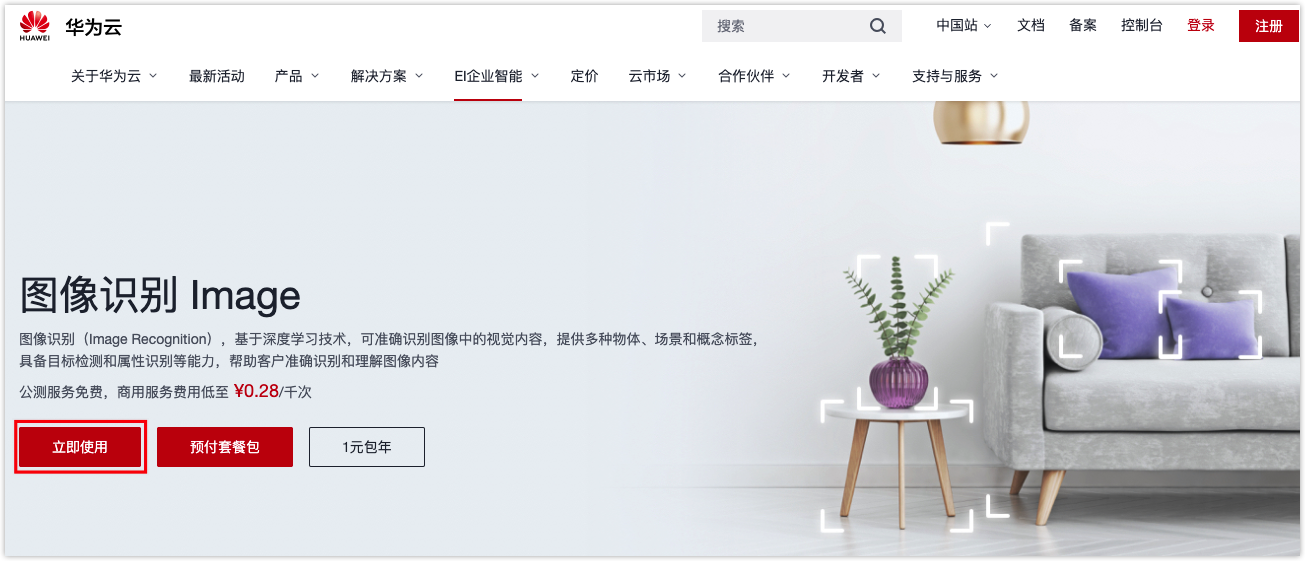 HUAWEI
华为云
搜索
中国站
文档
备案
控制台
登录
注册
关于华为云
最新活动
产品
解决方案
EI企业智能
定价
云市场
合作伙伴
开发者
支持与服务
图像识别 Image
图像识别（Image Recognition），基于深度学习技术，可准确识别图像中的视觉内容，提供多种物体、场景和概念标签，
具备目标检测和属性识别等能力，帮助客户准确识别和理解图像内容
公测服务免费，商用服务费用低至 ¥0.28/千次
立即使用
预付套餐包
1元包年